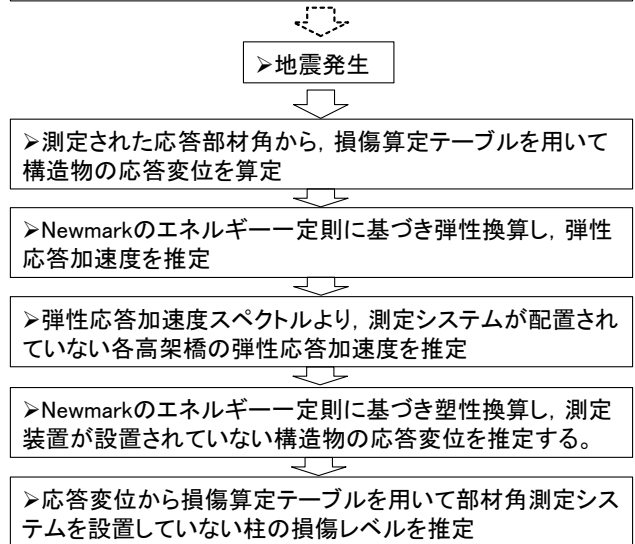 ➢地震発生
➢測定された応答部材角から，損傷算定テーブルを用いて
構造物の応答変位を算定
➢Newmarkのエネルギー一定則に基づき弾性換算し，弾性
応答加速度を推定
➢弾性応答加速度スペクトルより，測定システムが配置され
ていない各高架橋の弾性応答加速度を推定
➢Newmarkのエネルギー一定則に基づき塑性換算し，測定
装置が設置されていない構造物の応答変位を推定する。
➢応答変位から損傷算定テーブルを用いて部材角測定シス
テムを設置していない柱の損傷レベルを推定